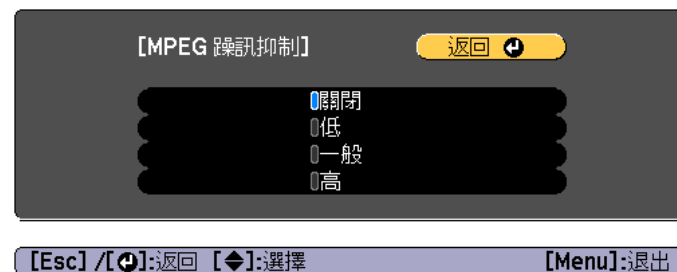 [MPEG 躁訊抑制] 返回
關閉
低
一般
高
[Esc] /[]:返回 []:選擇 [Menu]:退出